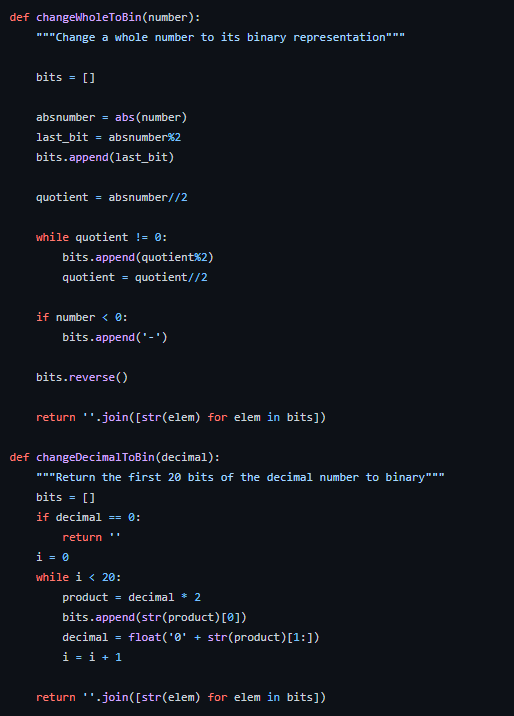 def changeWholeToBin(number):
    """Change a whole number to its binary representation"""

    bits = []

    absnumber = abs(number)
    last_bit = absnumber%2
    bits.append(last_bit)

    quotient = absnumber//2

    while quotient != 0:
        bits.append(quotient%2)
        quotient = quotient//2

    if number < 0:
        bits.append('-')

    bits.reverse()

    return ''.join([str(elem) for elem in bits])

def changeDecimalToBin(decimal):
    """Return the first 20 bits of the decimal number to binary"""
    bits = []
    if decimal == 0:
        return ''
    i = 0
    while i < 20:
        product = decimal * 2
        bits.append(str(product)[0])
        decimal = float('0' + str(product)[1:])
        i = i + 1

    return ''.join([str(elem) for elem in bits])